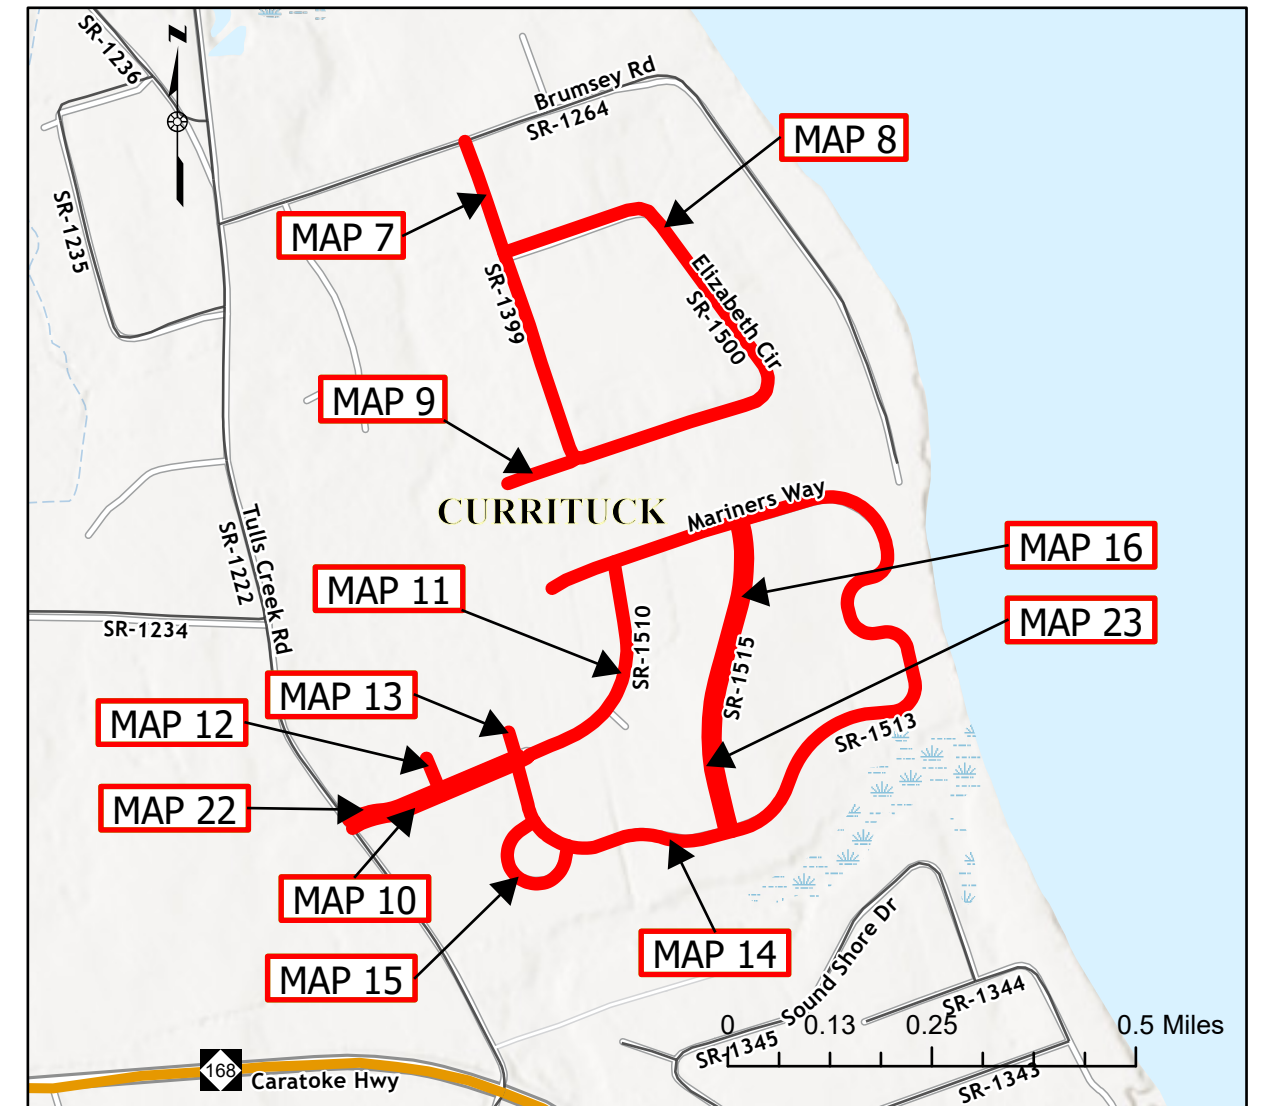 SR-1236
N
Brumsey Rd
SR-1264
MAP 8
SR-1235
MAP 7
SR-1399
Elizabeth Cir
SR-1500
MAP 9
CURRITUCK
Mariners Way
Tulls Creek Rd
SR-1222
MAP 16
MAP 11
SR-1510
MAP 23
SR-1234
SR-1515
MAP 13
MAP 12
SR-1513
MAP 22
MAP 10
MAP 14
MAP 15
Sound Shore Dr
SR-1344
0 0.13 0.25 0.5 Miles
SR-1345
168
Caratoke Hwy
SR-1343